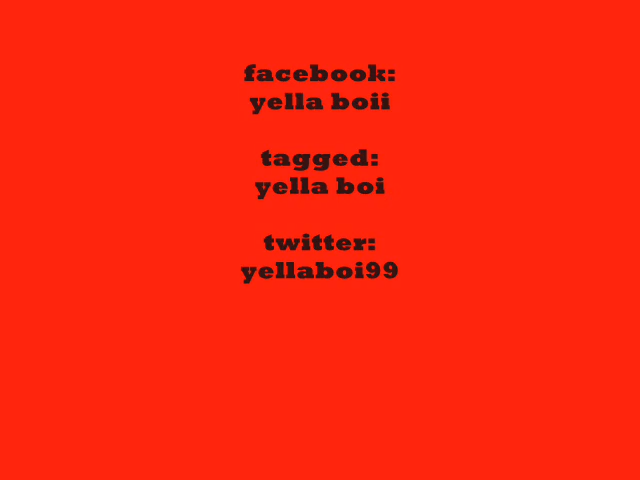 facebook:
yella boii
tagged:
yella boi
twitter:
yellaboi99